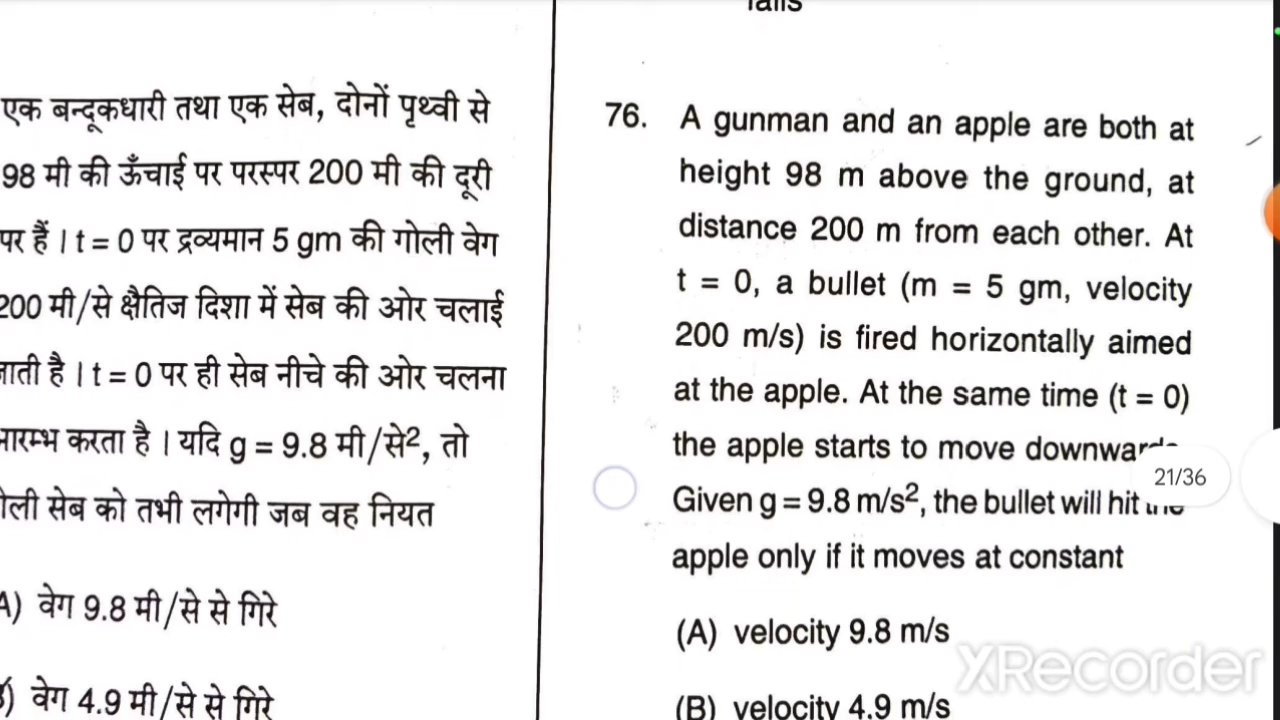 falls
एक बन्दूकधारी तथा एक सेब, दोनों पृथ्वी से
98 मी की ऊँचाई पर परस्पर 200 मी की दूरी
पर हैं । t = 0 पर द्रव्यमान 5 gm की गोली वेग
200 मी/से क्षैतिज दिशा में सेब की ओर चलाई
जाती है । t = 0 पर ही सेब नीचे की ओर चलना
प्रारम्भ करता है । यदि g = 9.8 मी/से², तो
गोली सेब को तभी लगेगी जब वह नियत
A) वेग 9.8 मी/से से गिरे
B) वेग 4.9 मी/से से गिरे
76. A gunman and an apple are both at
height 98 m above the ground, at
distance 200 m from each other. At
t = 0, a bullet (m = 5 gm, velocity
200 m/s) is fired horizontally aimed
at the apple. At the same time (t = 0)
the apple starts to move downwards.
Given g = 9.8 m/s², the bullet will hit the
apple only if it moves at constant
(A) velocity 9.8 m/s
(B) velocity 4.9 m/s
21/36
XRecorder